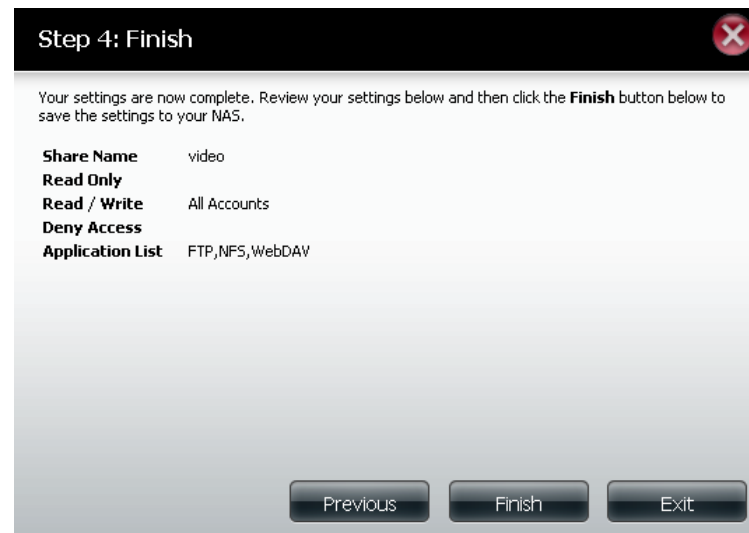 Step 4: Finish
Your settings are now complete. Review your settings below and then click the Finish button below to
save the settings to your NAS.
Share Name video
Read Only
Read / Write All Accounts
Deny Access
Application List FTP,NFS,WebDAV
Previous Finish Exit